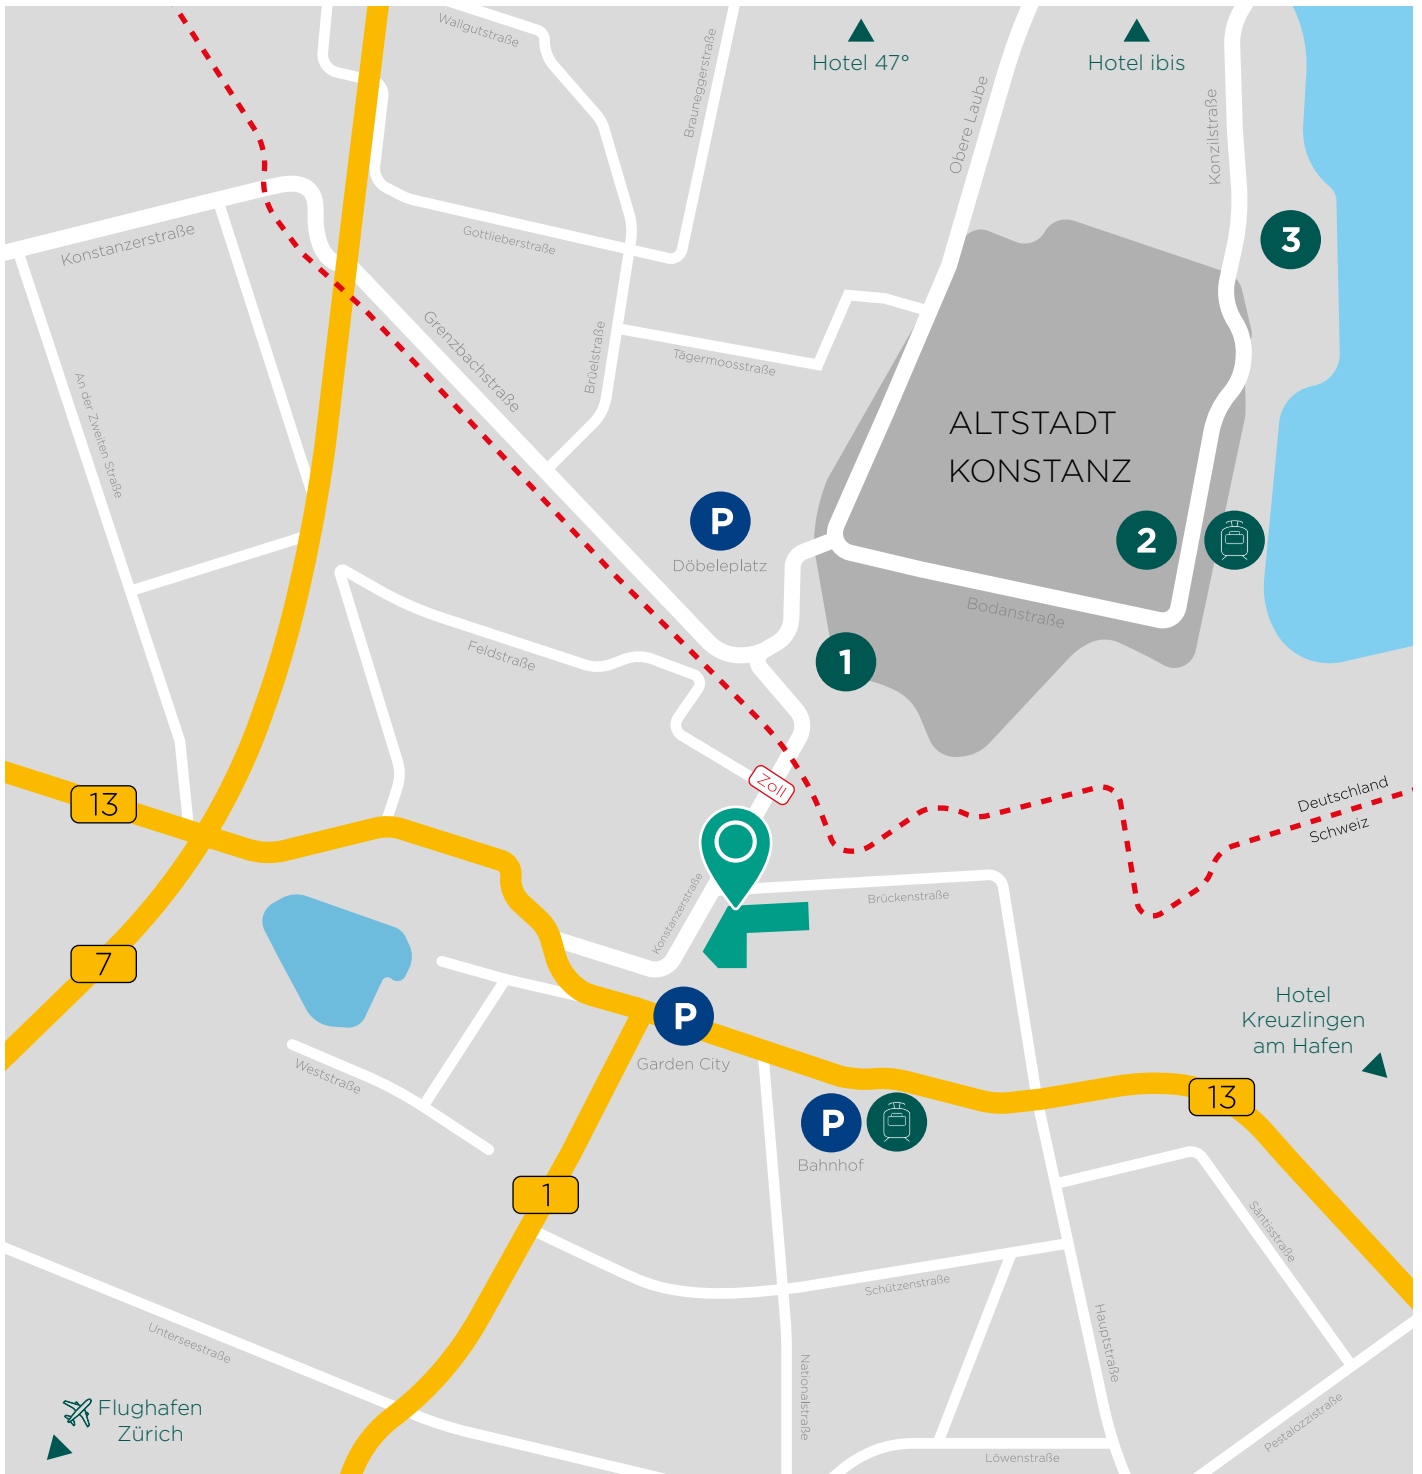 Wallgutstraße
Brauneggerstraße
Hotel 47°
Hotel ibis
Obere Laube
Konzilstraße
Konstanzerstraße
Gottlieberstraße
3
Grenzbachstraße
Brüelstraße
Tägermoosstraße
An der Zweiten Straße
ALTSTADT
KONSTANZ
P
Döbeleplatz
2
Bodanstraße
Feldstraße
1
Zoll
13
Deutschland
Schweiz
Konstanzerstraße
Brückenstraße
7
P
Garden City
Hotel
Kreuzlingen
am Hafen
Weststraße
13
P
Bahnhof
1
Säntisstraße
Schützenstraße
Unterseestraße
Hauptstraße
Nationalstraße
Flughafen
Zürich
Pestalozzistraße
Löwenstraße